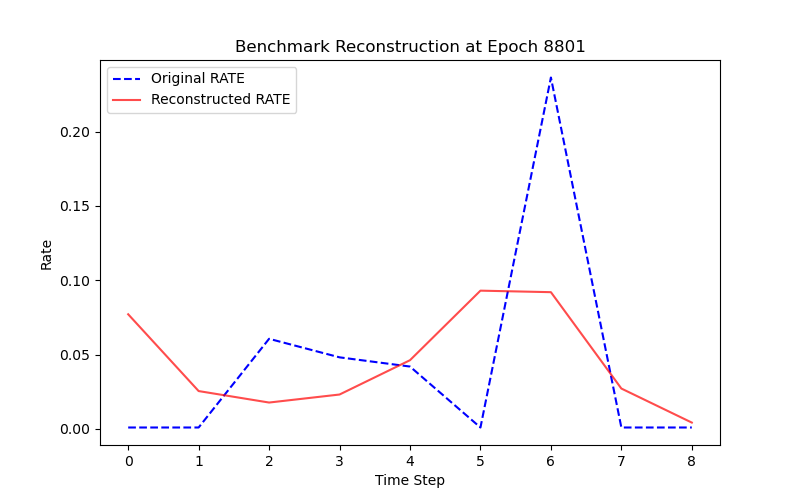 Benchmark Reconstruction at Epoch 8801
Original RATE
Reconstructed RATE
0.20
0.15
0.10
0.05
0.00
Rate
0 1 2 3 4 5 6 7 8
Time Step